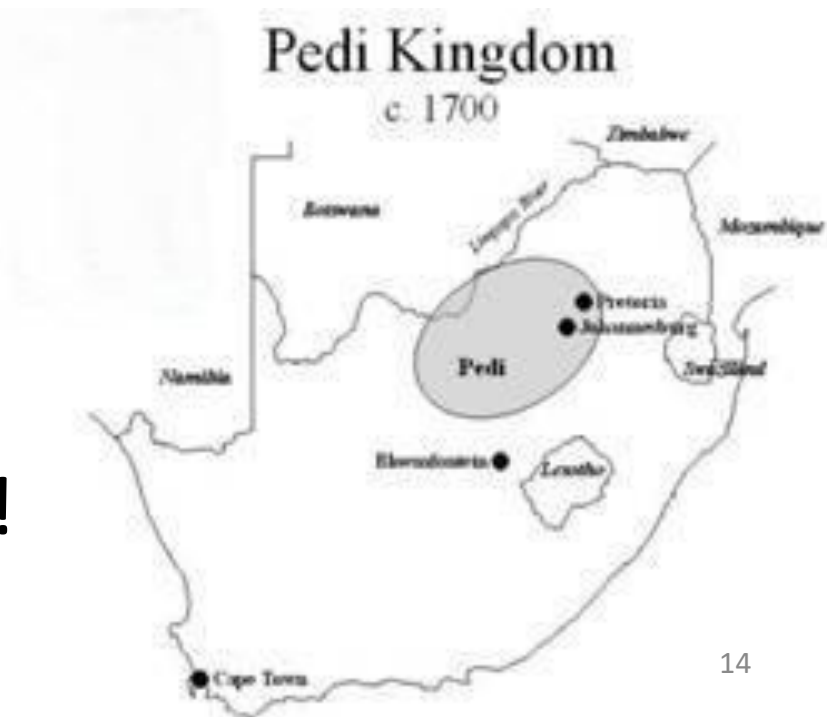 Pedi Kingdom
c. 1700
Zimbabwe
Botswana
Limpopo River
Mozambique
Pretoria
Johannesburg
Pedi
Swaziland
Namibia
Bloemfontein
Lesotho
!
14
Cape Town